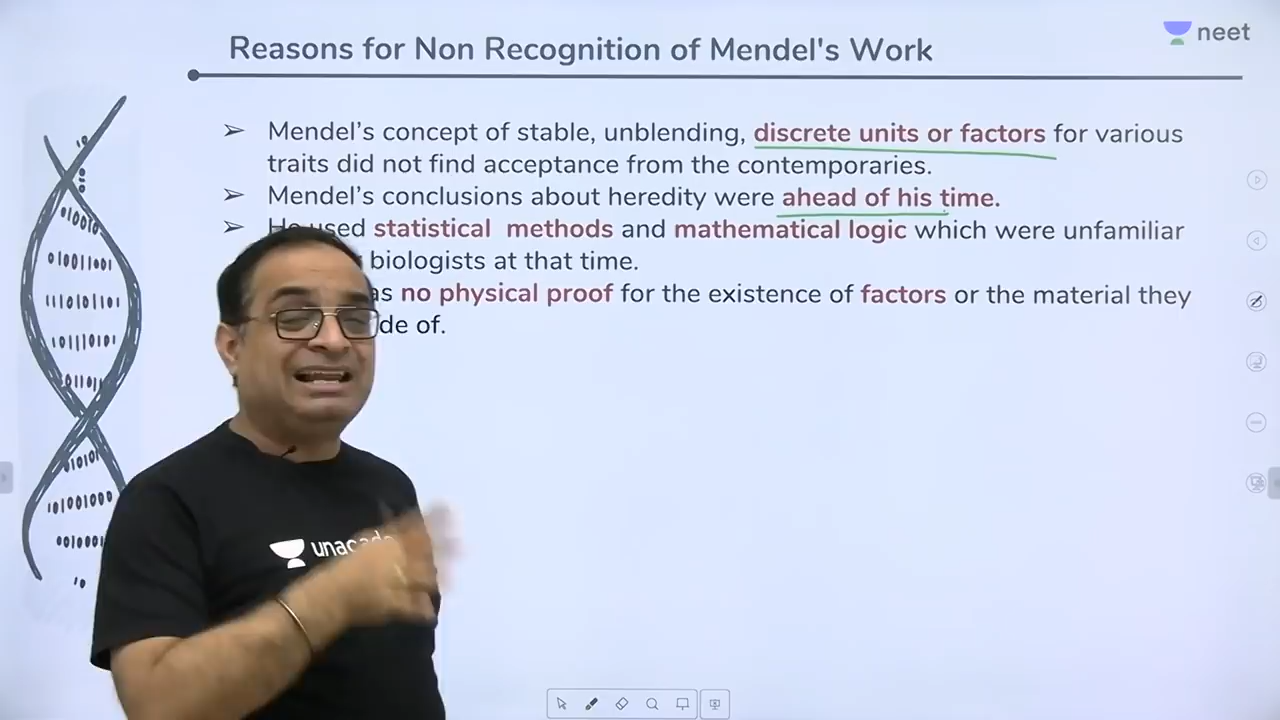 Reasons for Non Recognition of Mendel's Work
neet
➢ Mendel's concept of stable, unblending, discrete units or factors for various
traits did not find acceptance from the contemporaries.
➢ Mendel's conclusions about heredity were ahead of his time.
➢ He used statistical methods and mathematical logic which were unfamiliar
biologists at that time.
as no physical proof for the existence of factors or the material they
de of.